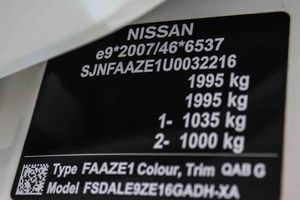 NISSAN
e9*2007/46*6537
SJNFAAZE1U0032216
1995 kg
1995 kg
1- 1035 kg
2- 1000 kg
Type FAAZE1 Colour, Trim QAB G
Model FSDALE9ZE16GADH-XA